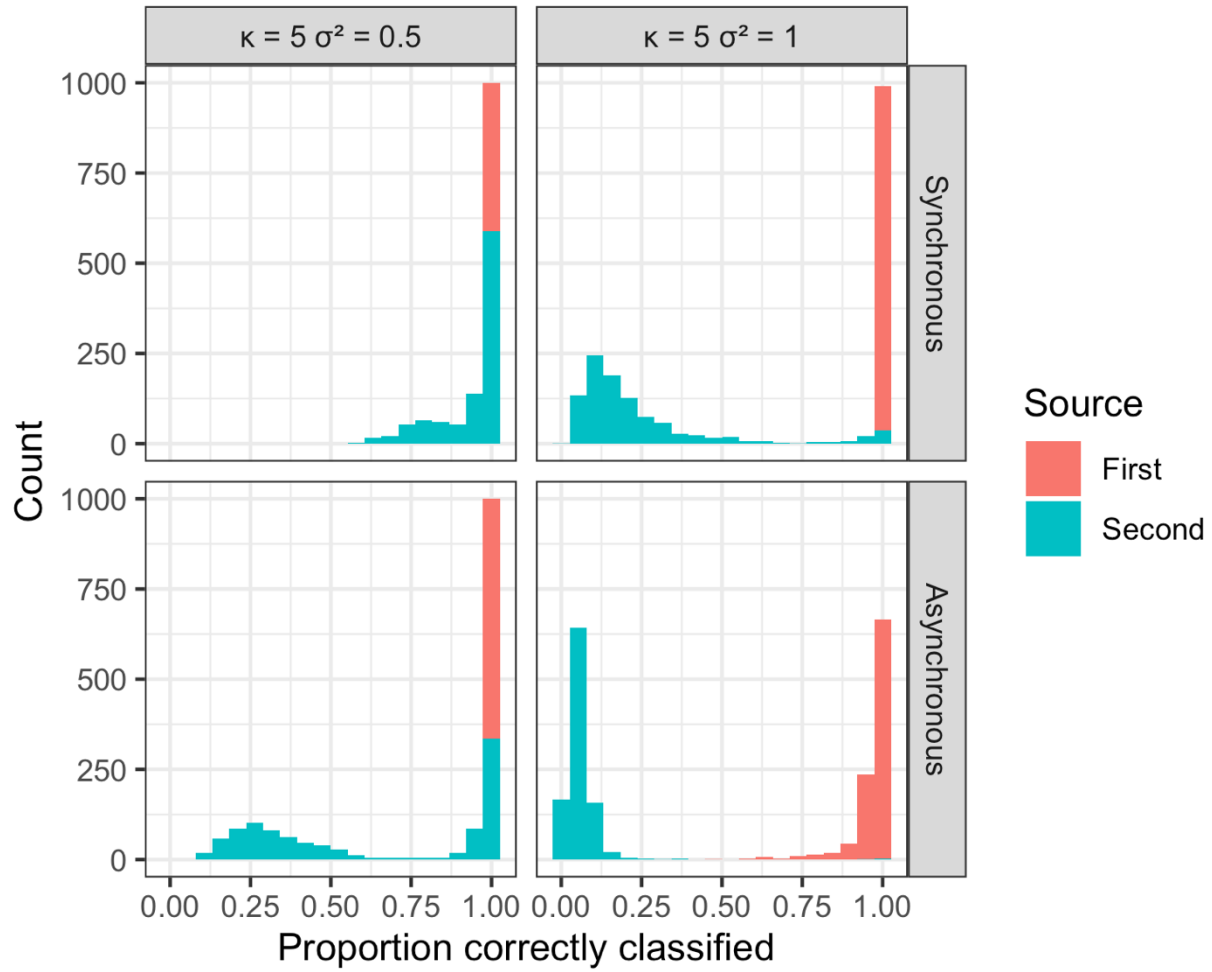 κ = 5 σ² = 0.5
κ = 5 σ² = 1
1000
750
500
250
0
Synchronous
1000
750
500
250
0
Asynchronous
Count
0.00 0.25 0.50 0.75 1.00
0.00 0.25 0.50 0.75 1.00
Proportion correctly classified
Source
First
Second